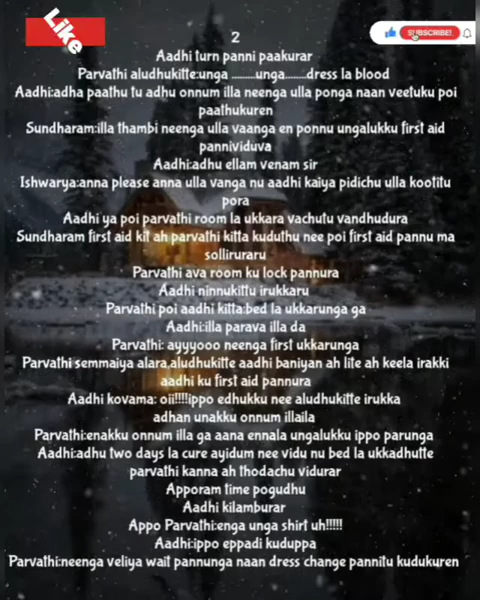 Like
SUBSCRIBE!
2
Aadhi turn panni paakurar
Parvathi aludhukitte:unga .........unga........dress la blood
Aadhi:adha paathu tu adhu onnum illa neenga ulla ponga naan veetuku poi
paathukuren
Sundharam:illa thambi neenga ulla vaanga en ponnu ungalukku first aid
pannividuva
Aadhi:adhu ellam venam sir
Ishwarya:anna please anna ulla vanga nu aadhi kaiya pidichu ulla kootitu
pora
Aadhi ya poi parvathi room la ukkara vachutu vandhudura
Sundharam first aid kit ah parvathi kitta kuduthu nee poi first aid pannu ma
solliruraru
Parvathi ava room ku lock pannura
Aadhi ninnukittu irukkaru
Parvathi poi aadhi kitta:bed la ukkarunga ga
Aadhi:illa parava illa da
Parvathi: ayyyooo neenga first ukkarunga
Parvathi semmaiya alara,aludhukitte aadhi baniyan ah lite ah keela irakki
aadhi ku first aid pannura
Aadhi kovama: oii!!!!ippo edhukku nee aludhukitte irukka
adhan unakku onnum illaila
Parvathi:enakku onnum illa ga aana ennala ungalukku ippo parunga
Aadhi:adhu two days la cure ayidum nee vidu nu bed la ukkadhutte
parvathi kanna ah thodachu vidurar
Apporam time pogudhu
Aadhi kilamburar
Appo Parvathi:enga unga shirt uh!!!!!
Aadhi:ippo eppadi kuduppa
Parvathi:neenga veliya wait pannunga naan dress change pannitu kudukuren